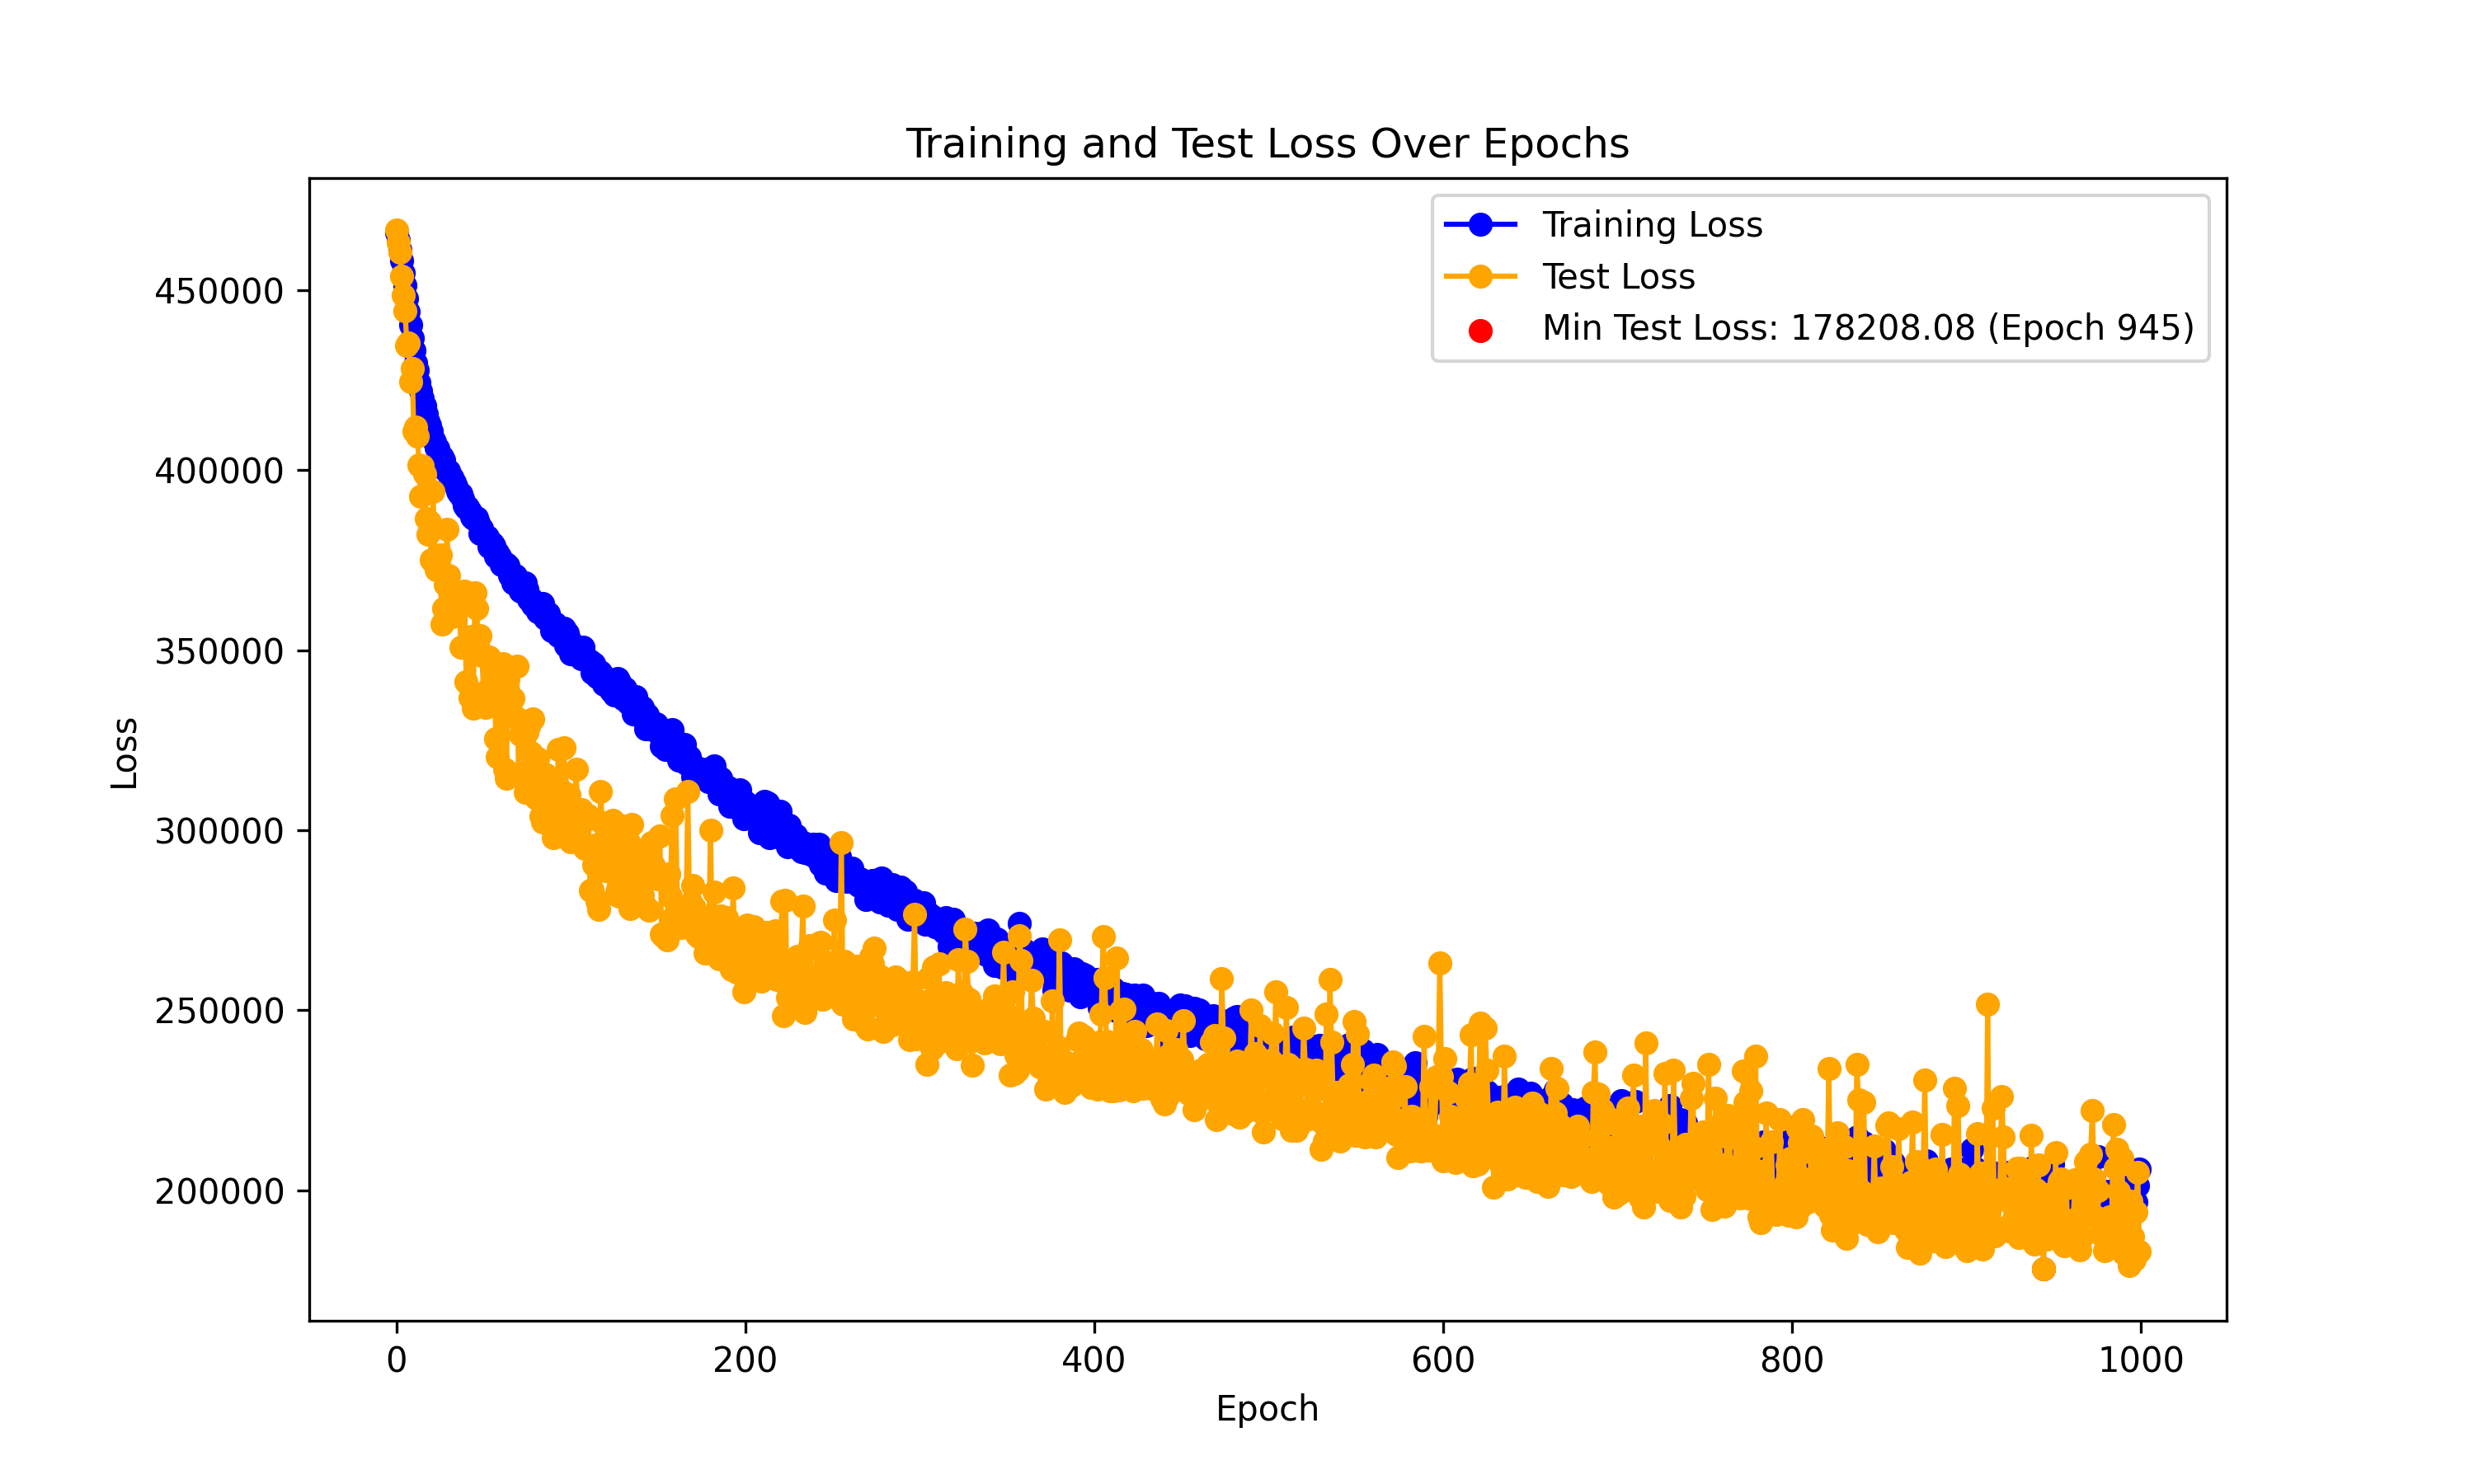 Training and Test Loss Over Epochs
Training Loss
Test Loss
Min Test Loss: 178208.08 (Epoch 945)
450000
400000
350000
300000
250000
200000
Loss
0 200 400 600 800 1000
Epoch